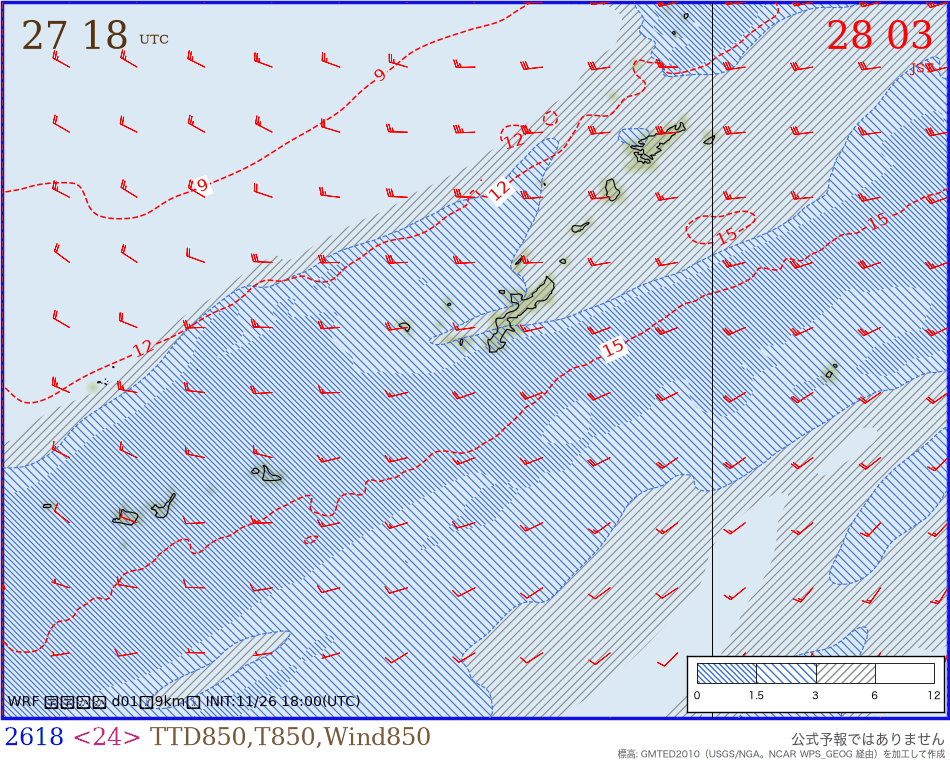 27 18 UTC
28 03
JST
9
9
12
12
12
15
15
15
WRF d01 9km INIT:11/26 18:00(UTC)
0 1.5 3 6 12
2618 <24> TTD850,T850,Wind850
公式予報ではありません
標高: GMTED2010（USGS/NGA。NCAR WPS_GEOG 経由）を加工して作成